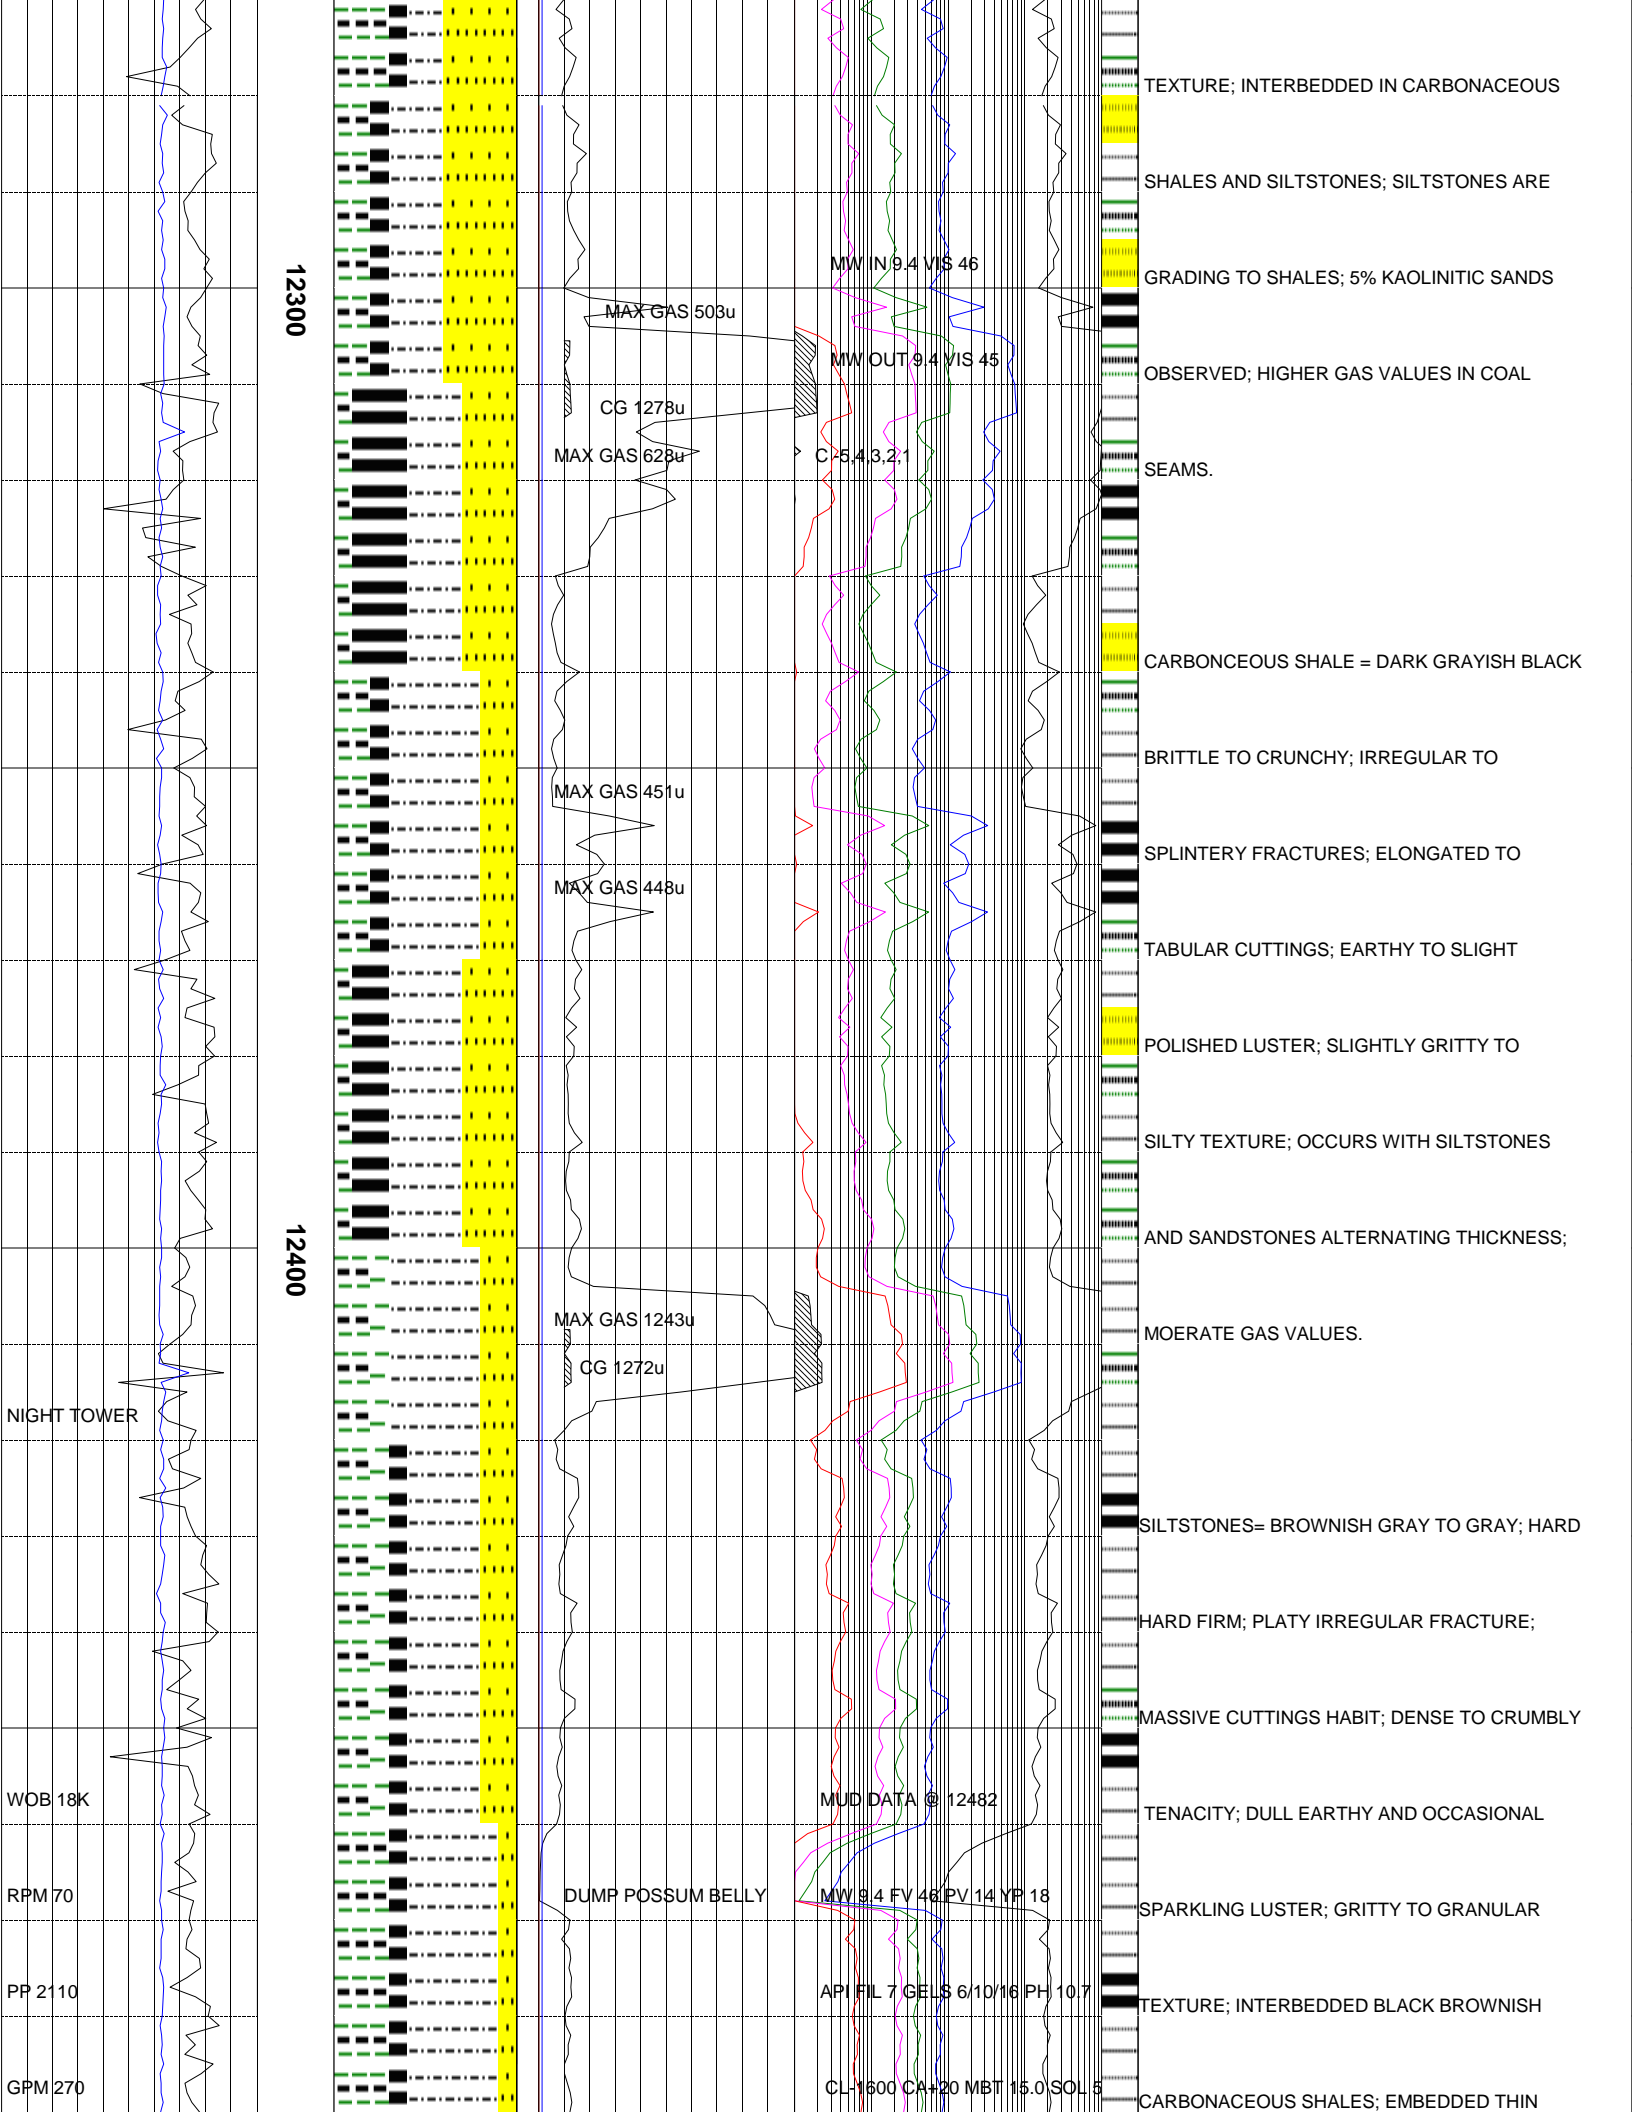 TEXTURE; INTERBEDDED IN CARBONACEOUS
SHALES AND SILTSTONES; SILTSTONES ARE
MW IN 9.4 VIS 46
GRADING TO SHALES; 5% KAOLINITIC SANDS
12300
MAX GAS 503u
MW OUT 9.4 VIS 45
OBSERVED; HIGHER GAS VALUES IN COAL
CG 1278u
MAX GAS 628u
C -5,4,3,2,1
SEAMS.
CARBONCEOUS SHALE = DARK GRAYISH BLACK
BRITTLE TO CRUNCHY; IRREGULAR TO
MAX GAS 451u
SPLINTERY FRACTURES; ELONGATED TO
MAX GAS 448u
TABULAR CUTTINGS; EARTHY TO SLIGHT
POLISHED LUSTER; SLIGHTLY GRITTY TO
SILTY TEXTURE; OCCURS WITH SILTSTONES
AND SANDSTONES ALTERNATING THICKNESS;
12400
MAX GAS 1243u
MOERATE GAS VALUES.
CG 1272u
NIGHT TOWER
SILTSTONES= BROWNISH GRAY TO GRAY; HARD
HARD FIRM; PLATY IRREGULAR FRACTURE;
MASSIVE CUTTINGS HABIT; DENSE TO CRUMBLY
WOB 18K
MUD DATA @ 12482
TENACITY; DULL EARTHY AND OCCASIONAL
RPM 70
DUMP POSSUM BELLY
MW 9.4 FV 46 PV 14 YP 18
SPARKLING LUSTER; GRITTY TO GRANULAR
PP 2110
API FIL 7 GELS 6/10/16 PH 10.7
TEXTURE; INTERBEDDED BLACK BROWNISH
GPM 270
CL-1600 CA+20 MBT 15.0 SOL 5
CARBONACEOUS SHALES; EMBEDDED THIN